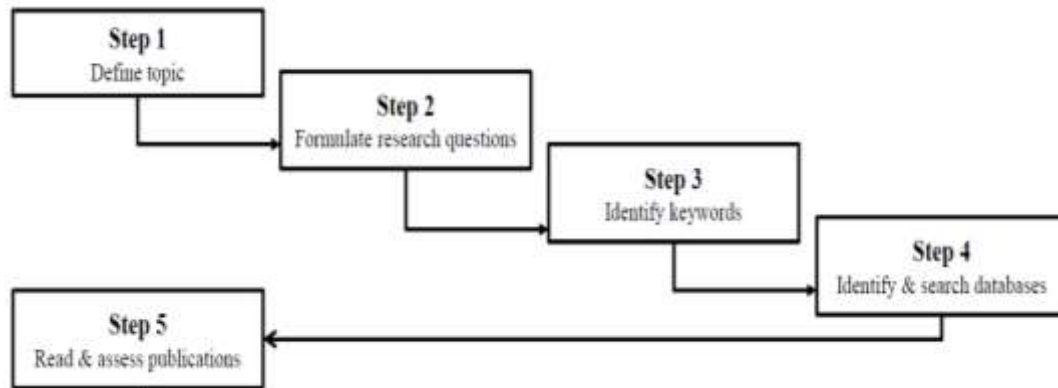 Step 1
Define topic
Step 2
Formulate research questions
Step 3
Identify keywords
Step 4
Identify & search databases
Step 5
Read & assess publications